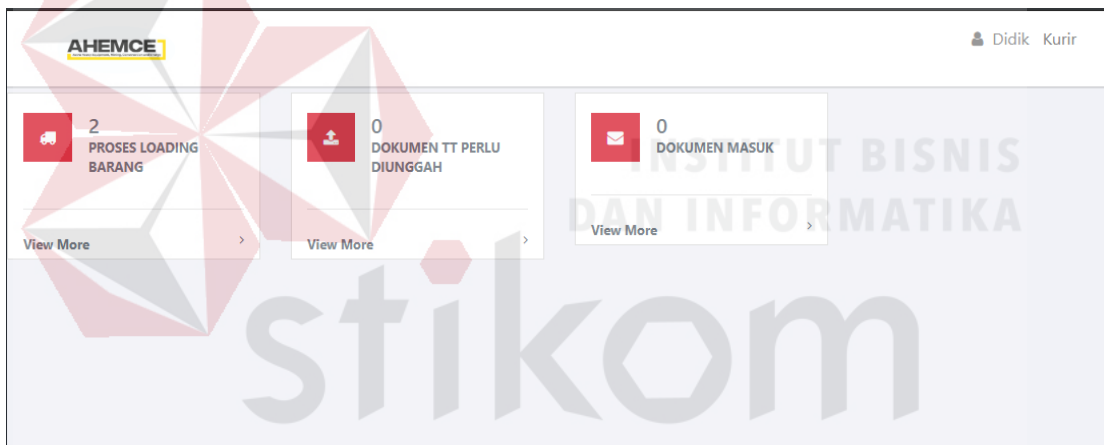 AHEMCE
Didik Kurir
2
PROSES LOADING
BARANG
View More
0
DOKUMEN TT PERLU
DIUNGGAH
View More
0
DOKUMEN MASUK
View More
INSTITUT BISNIS
DAN INFORMATIKA
stikom